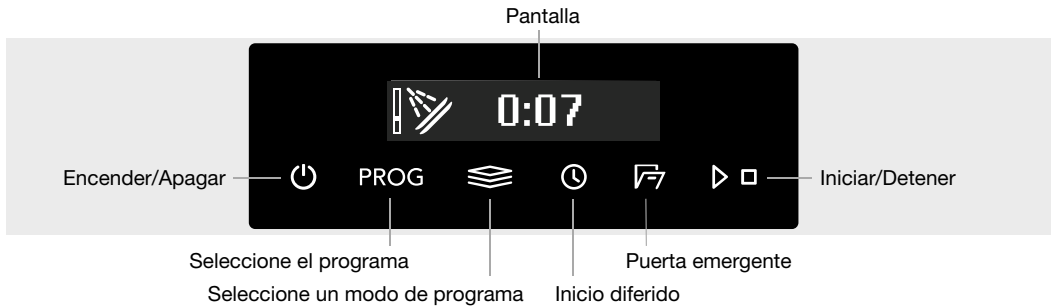 Pantalla
0:07
Encender/Apagar
PROG
Iniciar/Detener
Seleccione el programa
Puerta emergente
Seleccione un modo de programa
Inicio diferido